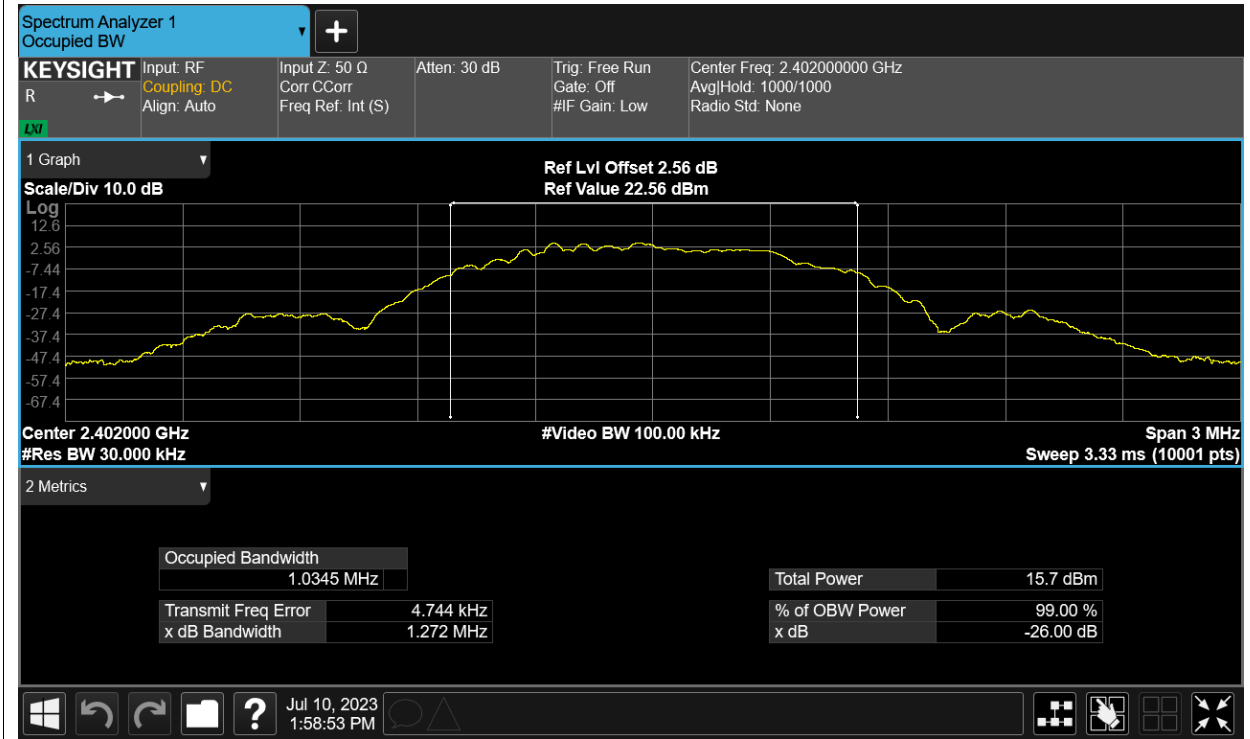 Spectrum Analyzer 1
Occupied BW
KEYSIGHT
R
LXI
Input: RF
Coupling: DC
Align: Auto
Input Z: 50 Ω
Corr CCorr
Freq Ref: Int (S)
Atten: 30 dB
Trig: Free Run
Gate: Off
#IF Gain: Low
Center Freq: 2.402000000 GHz
Avg|Hold: 1000/1000
Radio Std: None
1 Graph
Scale/Div 10.0 dB
Ref Lvl Offset 2.56 dB
Ref Value 22.56 dBm
Log
12.6
2.56
-7.44
-17.4
-27.4
-37.4
-47.4
-57.4
-67.4
Center 2.402000 GHz
#Video BW 100.00 kHz
Span 3 MHz
#Res BW 30.000 kHz
Sweep 3.33 ms (10001 pts)
2 Metrics
Occupied Bandwidth
1.0345 MHz
Total Power 15.7 dBm
Transmit Freq Error 4.744 kHz
% of OBW Power 99.00 %
x dB Bandwidth 1.272 MHz
x dB -26.00 dB
?
Jul 10, 2023
1:58:53 PM